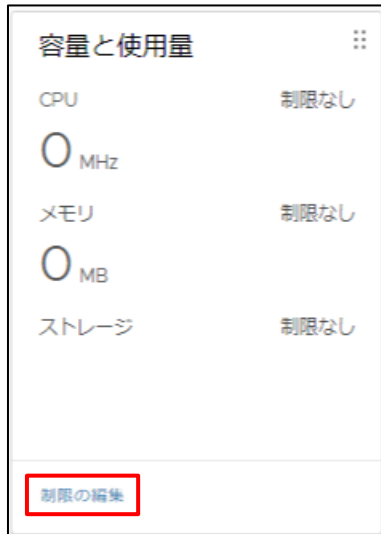 容量と使用量
CPU 制限なし
0 MHz
メモリ 制限なし
0 MB
ストレージ 制限なし
制限の編集